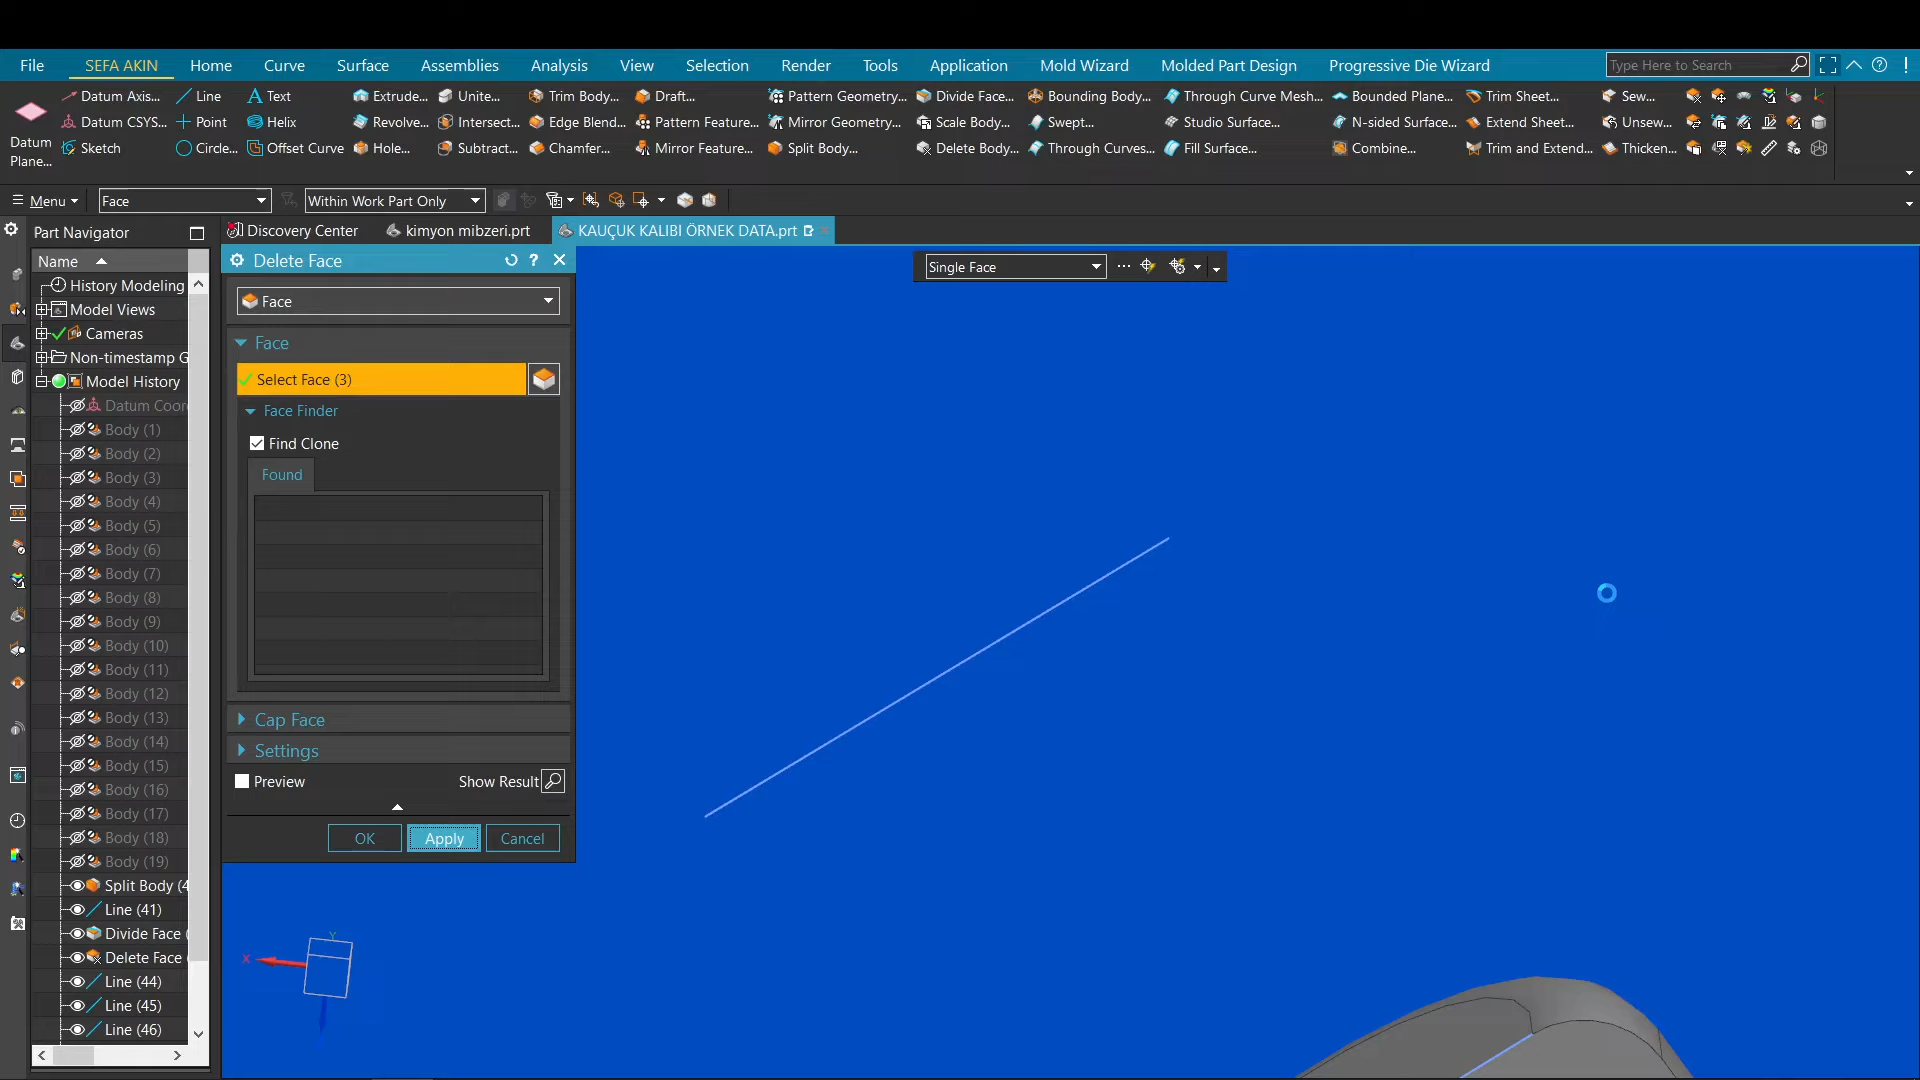 File SEFA AKIN Home Curve Surface Assemblies Analysis View Selection Render Tools Application Mold Wizard Molded Part Design Progressive Die Wizard Type Here to Search
Datum Axis... Line Text Extrude... Unite... Trim Body... Draft... Pattern Geometry... Divide Face... Bounding Body... Through Curve Mesh... Bounded Plane... Trim Sheet... Sew...
Datum CSYS... Point Helix Revolve... Intersect... Edge Blend... Pattern Feature... Mirror Geometry... Scale Body... Swept... Studio Surface... N-sided Surface... Extend Sheet... Unsew...
Datum Plane... Sketch Circle... Offset Curve Hole... Subtract... Chamfer... Mirror Feature... Split Body... Delete Body... Through Curves... Fill Surface... Combine... Trim and Extend... Thicken...
Menu Face Within Work Part Only
Part Navigator Discovery Center kimyon mibzeri.prt KAUÇUK KALIBI ÖRNEK DATA.prt
Name
History Modeling
Model Views
Cameras
Non-timestamp G
Model History
Datum Coor
Body (1)
Body (2)
Body (3)
Body (4)
Body (5)
Body (6)
Body (7)
Body (8)
Body (9)
Body (10)
Body (11)
Body (12)
Body (13)
Body (14)
Body (15)
Body (16)
Body (17)
Body (18)
Body (19)
Split Body (4
Line (41)
Divide Face (
Delete Face (
Line (44)
Line (45)
Line (46)
Delete Face
Face
Face
Select Face (3)
Face Finder
Find Clone
Found
Cap Face
Settings
Preview Show Result
OK Apply Cancel
Single Face
X
Y